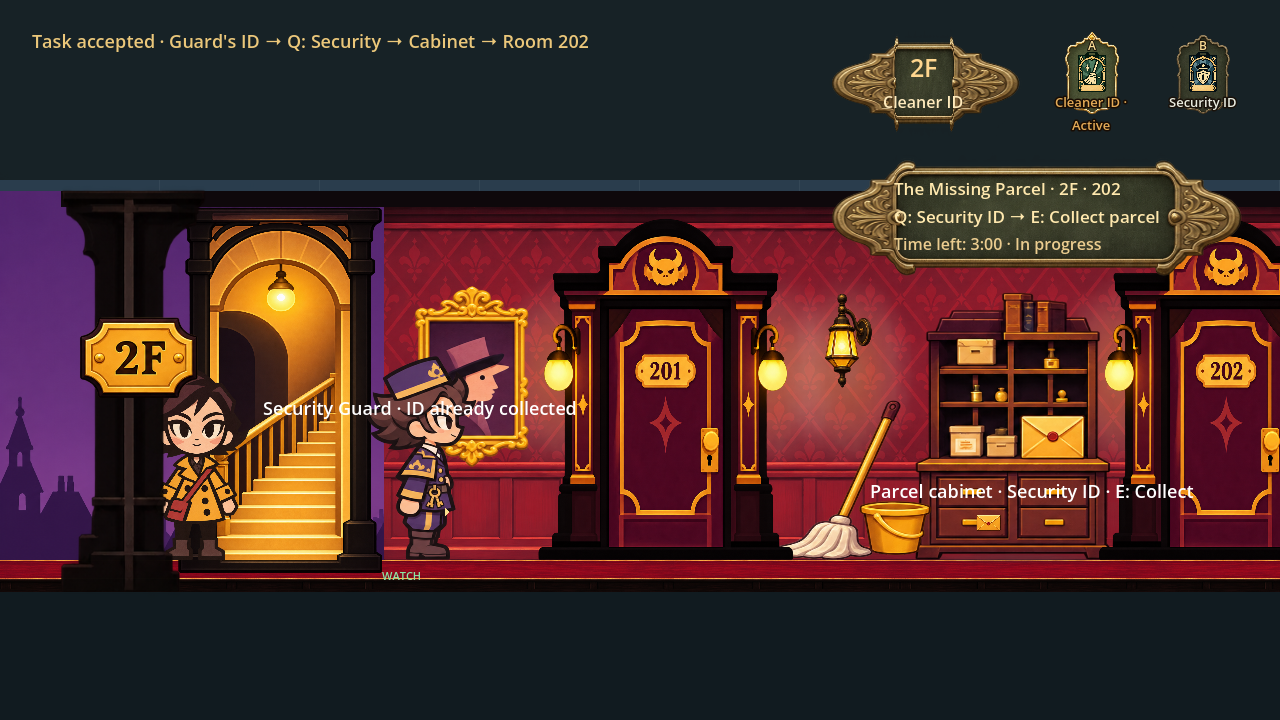 Task accepted · Guard's ID → Q: Security → Cabinet → Room 202
2F
Cleaner ID
A
Cleaner ID ·
Active
B
Security ID
The Missing Parcel · 2F · 202
Q: Security ID → E: Collect parcel
Time left: 3:00 · In progress
2F
201
202
Security Guard · ID already collected
Parcel cabinet · Security ID · E: Collect
WATCH